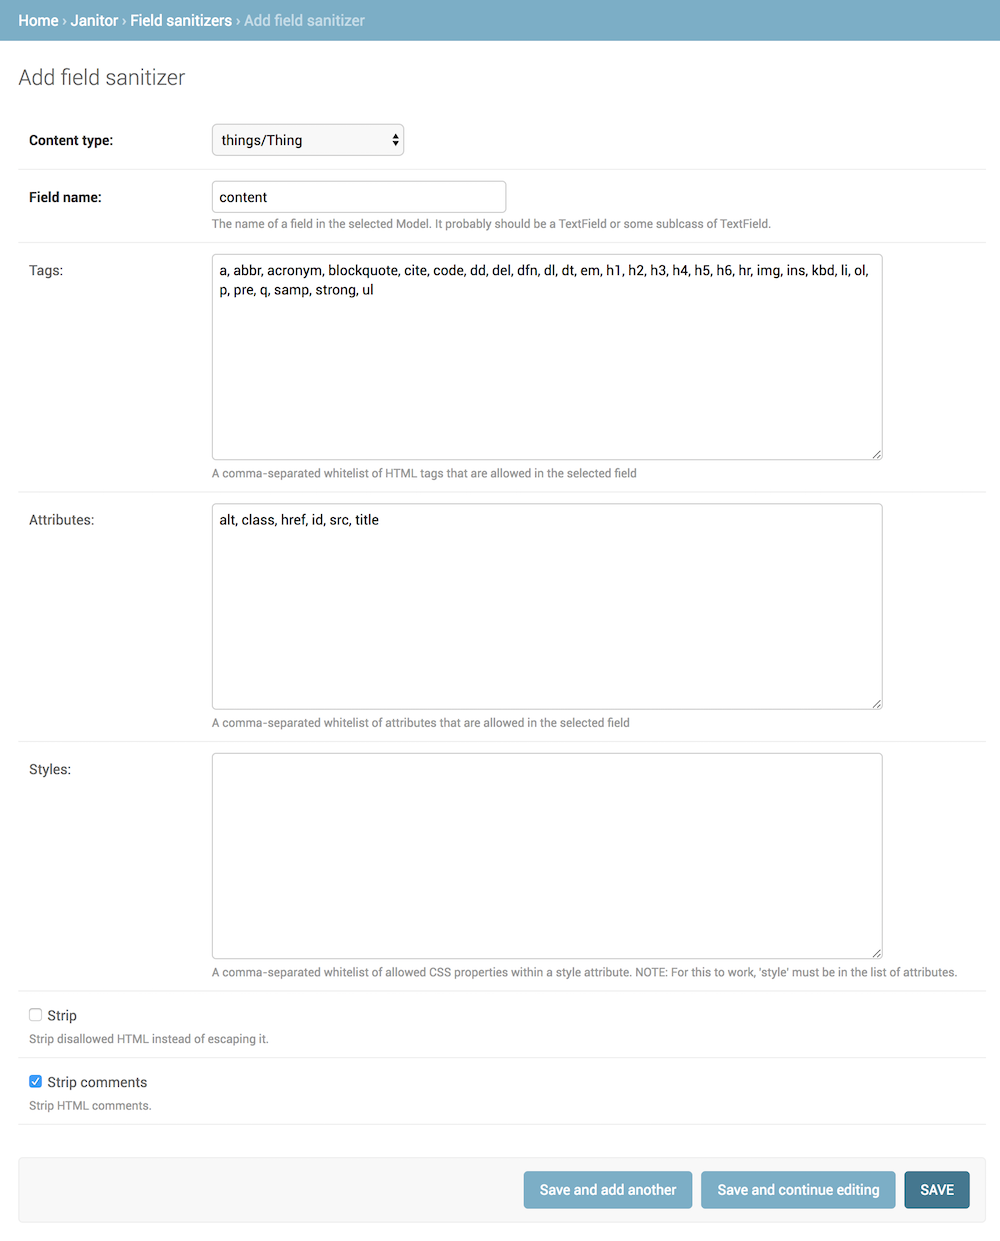 Home › Janitor › Field sanitizers › Add field sanitizer
Add field sanitizer
Content type:
things/Thing
Field name:
content
The name of a field in the selected Model. It probably should be a TextField or some sublcass of TextField.
Tags:
a, abbr, acronym, blockquote, cite, code, dd, del, dfn, dl, dt, em, h1, h2, h3, h4, h5, h6, hr, img, ins, kbd, li, ol,
p, pre, q, samp, strong, ul
A comma-separated whitelist of HTML tags that are allowed in the selected field
Attributes:
alt, class, href, id, src, title
A comma-separated whitelist of attributes that are allowed in the selected field
Styles:
A comma-separated whitelist of allowed CSS properties within a style attribute. NOTE: For this to work, 'style' must be in the list of attributes.
Strip
Strip disallowed HTML instead of escaping it.
Strip comments
Strip HTML comments.
Save and add another
Save and continue editing
SAVE